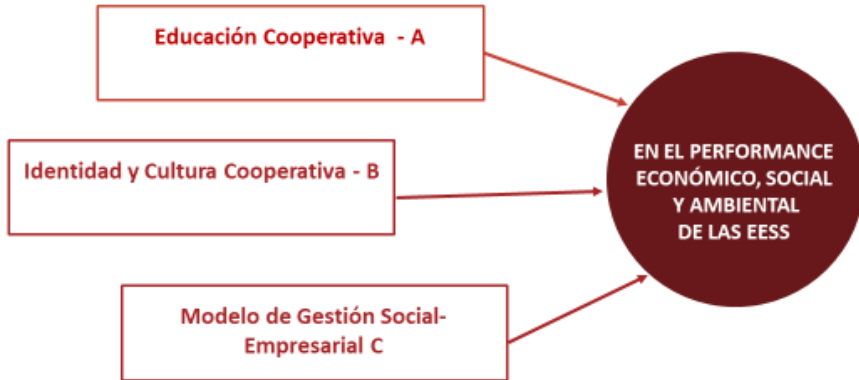 Educación Cooperativa - A
Identidad y Cultura Cooperativa - B
Modelo de Gestión Social-
Empresarial C
EN EL PERFORMANCE
ECONÓMICO, SOCIAL
Y AMBIENTAL
DE LAS EESS